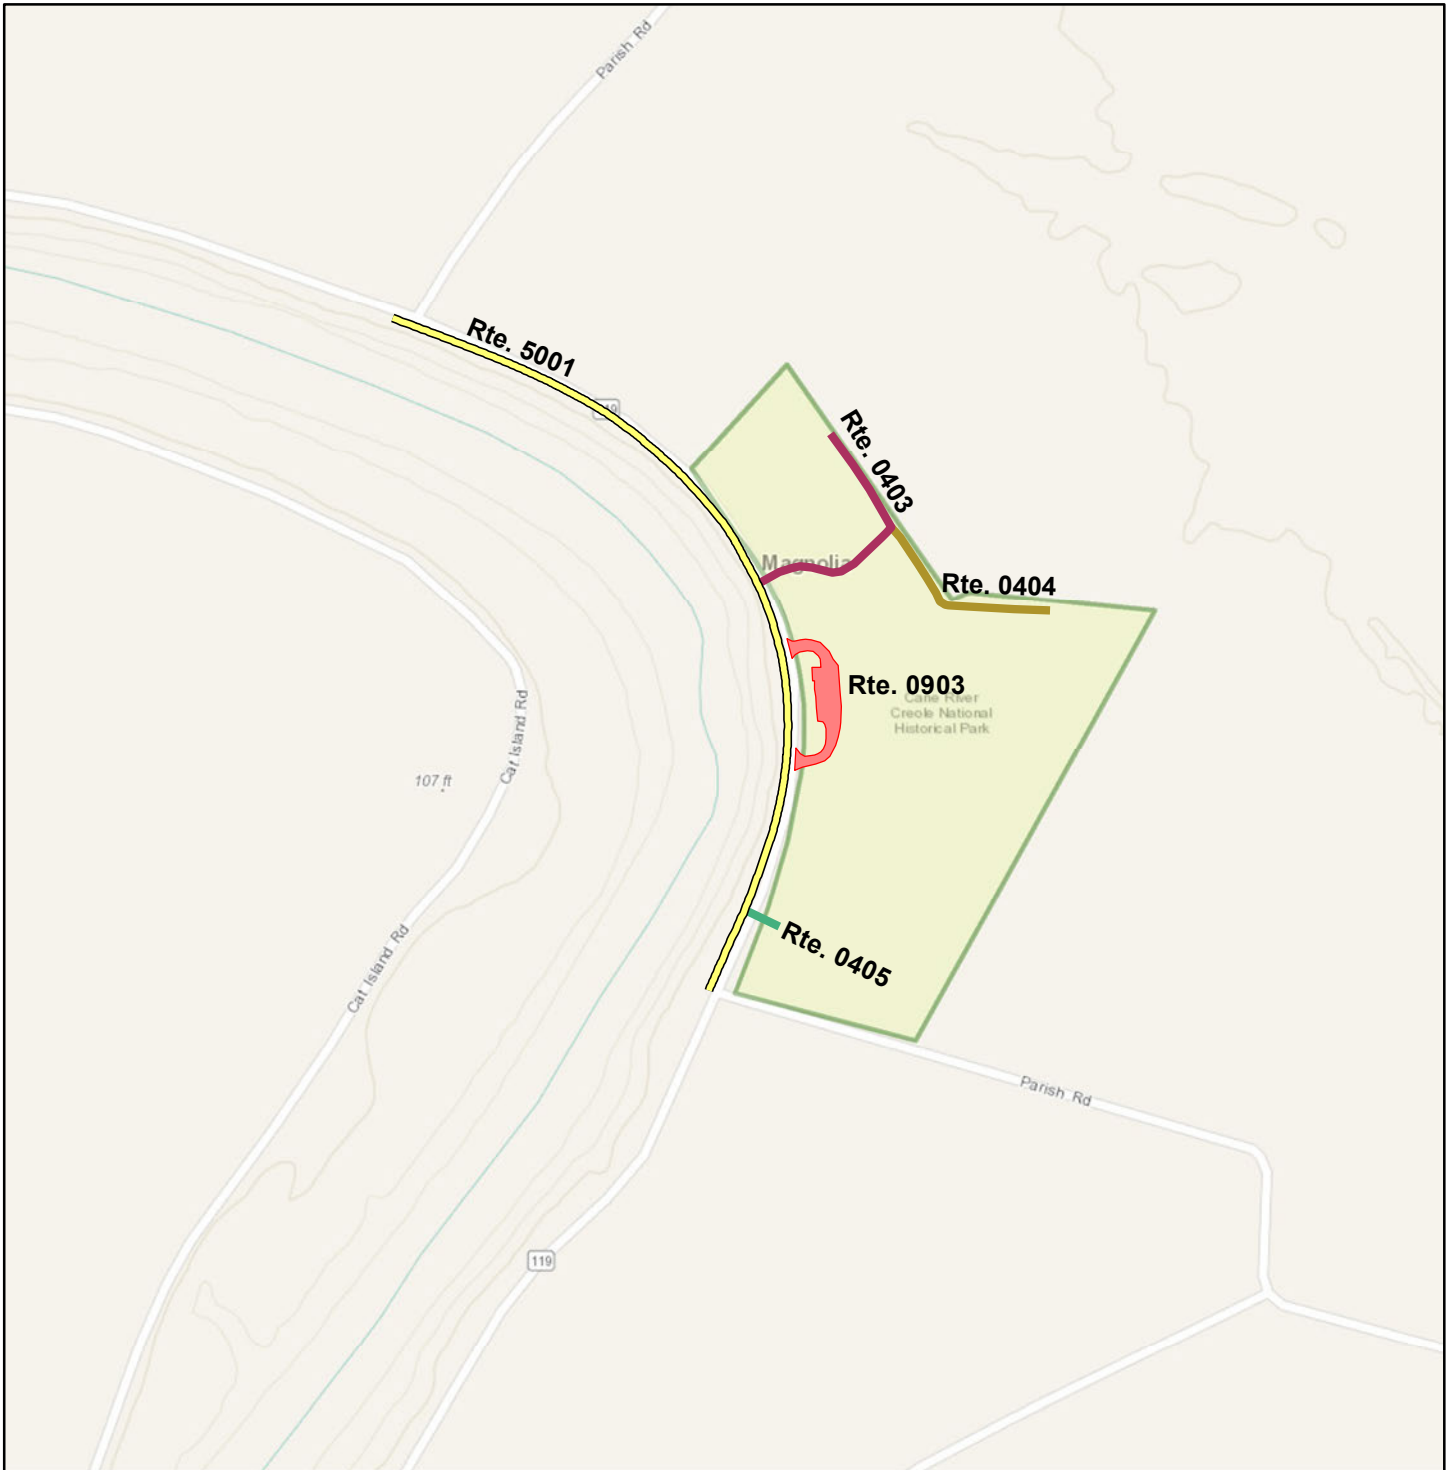 Parish Rd
Rte. 5001
Rte. 0403
Magnolia
Rte. 0404
Rte. 0903
Cane River
Creole National
Historical Park
Cat Island Rd
107 ft
Rte. 0405
Cat Island Rd
Parish Rd
119